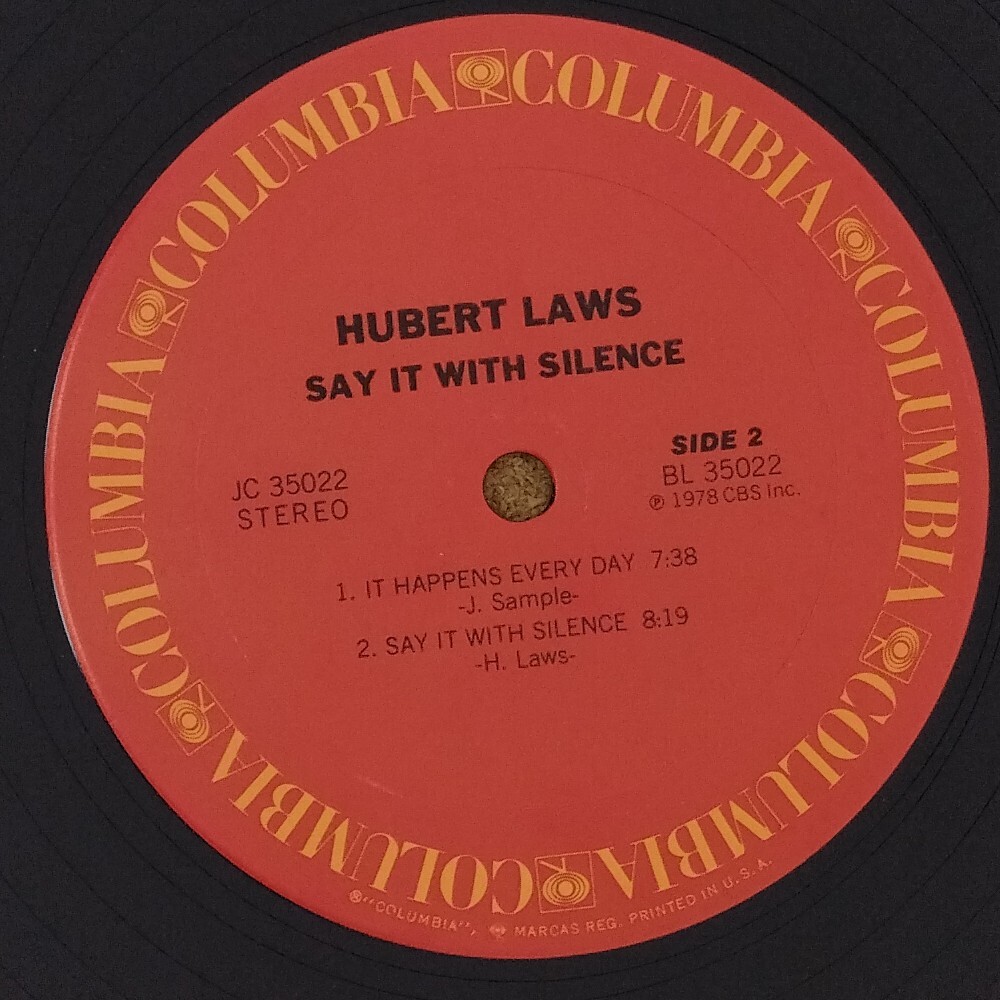 COLUMBIA COLUMBIA COLUMBIA COLUMBIA COLUMBIA COLUMBIA
HUBERT LAWS
SAY IT WITH SILENCE
JC 35022
STEREO
SIDE 2
BL 35022
℗ 1978 CBS Inc.
1. IT HAPPENS EVERY DAY 7:38
-J. Sample-
2. SAY IT WITH SILENCE 8:19
-H. Laws-
® "COLUMBIA", MARCAS REG. PRINTED IN U.S.A.